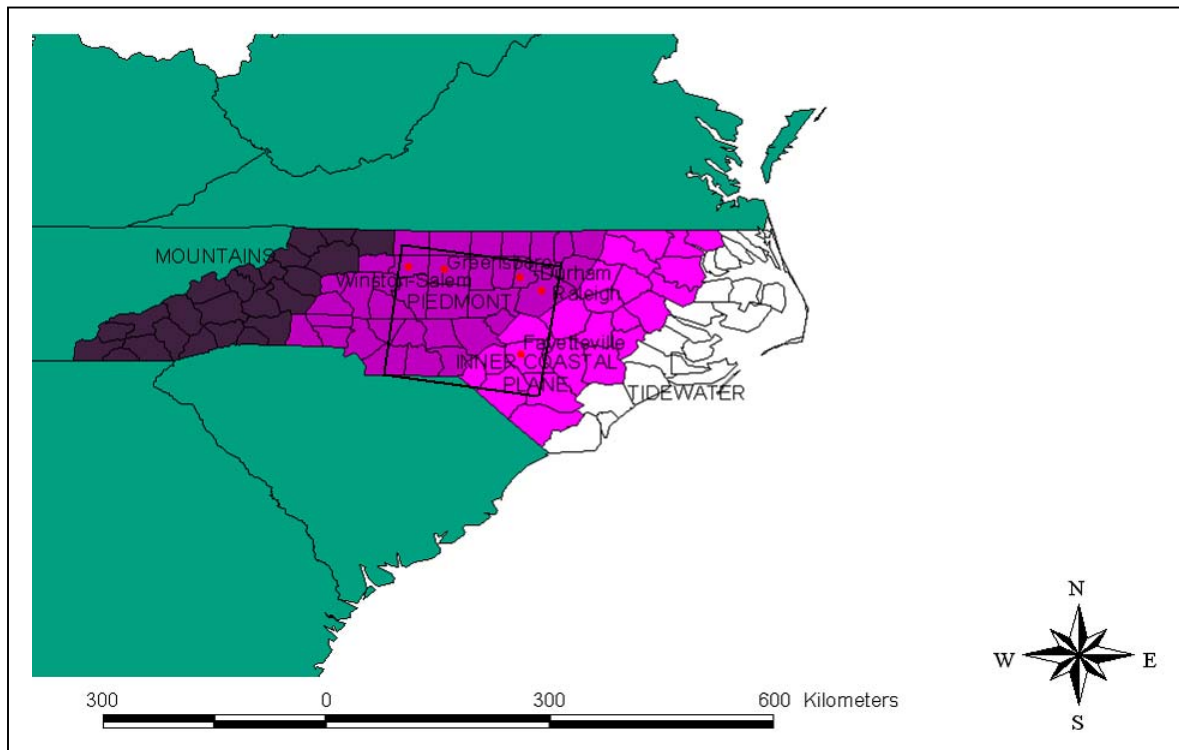 MOUNTAINS
Greensboro
Durham
Winston-Salem
PIEDMONT
Raleigh
Fayetteville
INNER COASTAL
PLANE
TIDEWATER
N
W
E
S
300 0 300 600 Kilometers